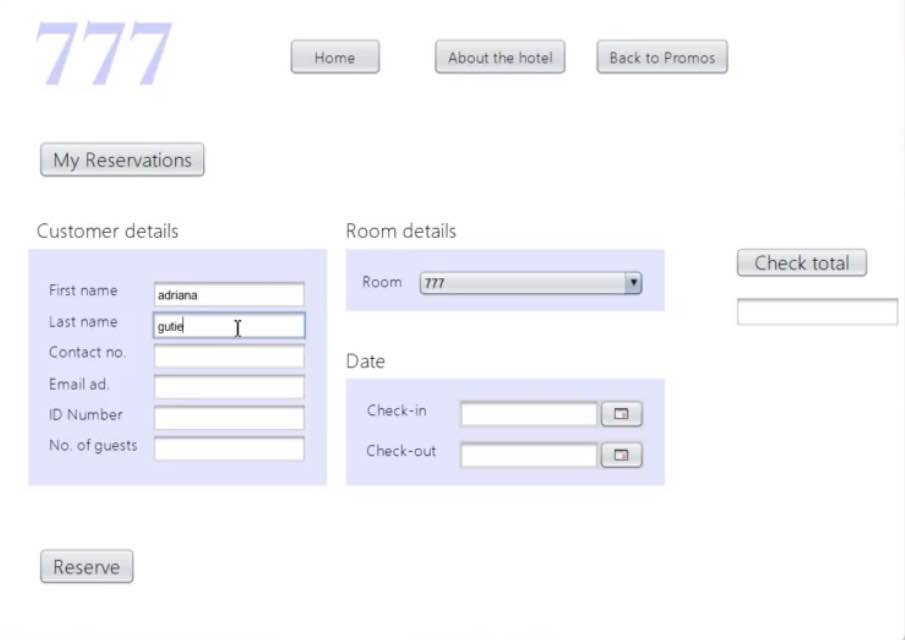 777
Home
About the hotel
Back to Promos
My Reservations
Customer details
First name adriana
Last name gutie
Contact no.
Email ad.
ID Number
No. of guests
Room details
Room 777
Date
Check-in
Check-out
Check total
Reserve